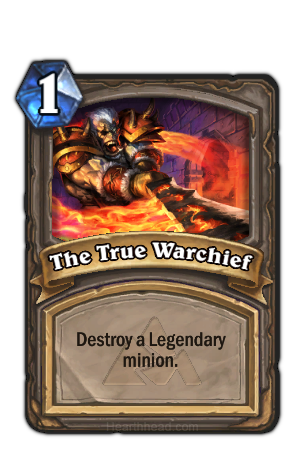 1
The True Warchief
Destroy a Legendary
minion.
Hearthhead.com